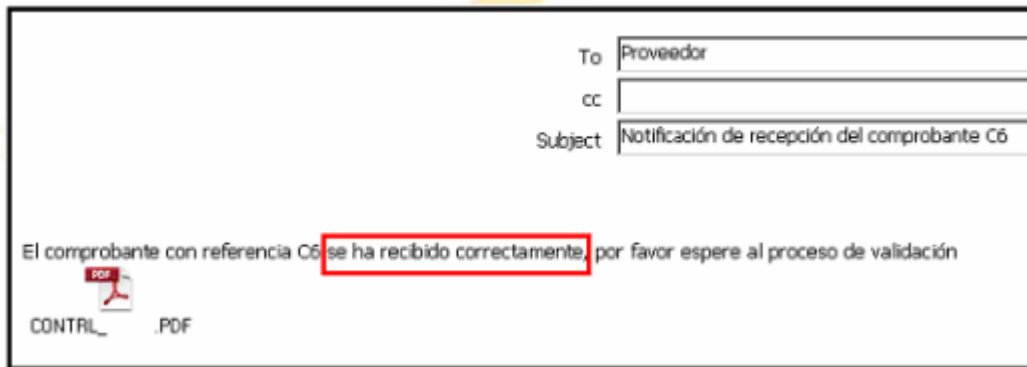 To Proveedor
cc
Subject Notificación de recepción del comprobante C6
El comprobante con referencia C6 se ha recibido correctamente, por favor espere al proceso de validación
PDF
CONTRL_ .PDF